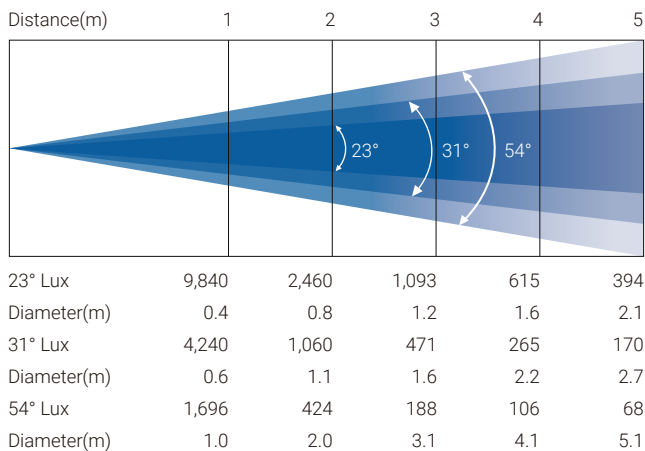 Distance(m) 1 2 3 4 5
23° 31° 54°
23° Lux 9,840 2,460 1,093 615 394
Diameter(m) 0.4 0.8 1.2 1.6 2.1
31° Lux 4,240 1,060 471 265 170
Diameter(m) 0.6 1.1 1.6 2.2 2.7
54° Lux 1,696 424 188 106 68
Diameter(m) 1.0 2.0 3.1 4.1 5.1